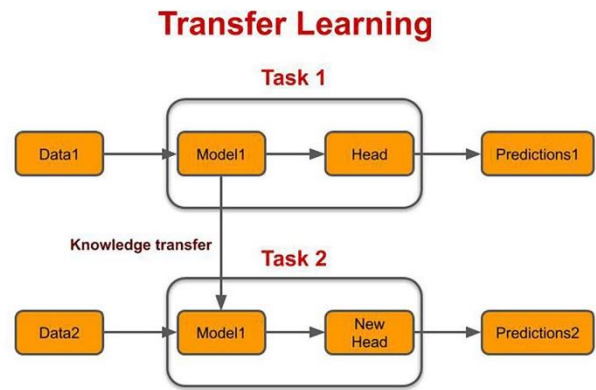 Transfer Learning
Task 1
Data1
Model1
Head
Predictions1
Knowledge transfer
Task 2
Data2
Model1
New
Head
Predictions2